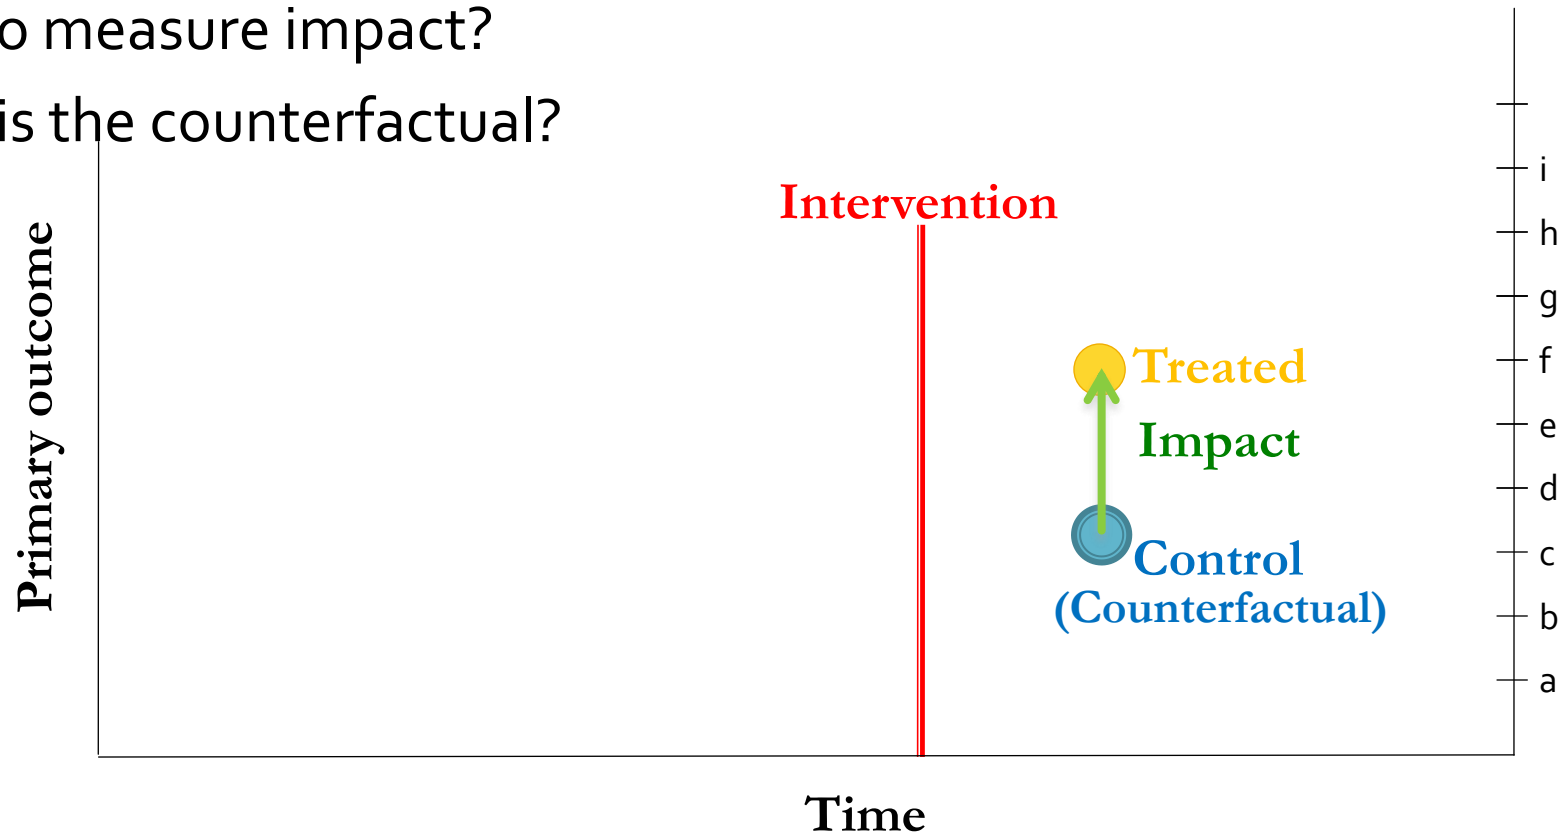 o measure impact?
is the counterfactual?
Intervention
Primary outcome
Treated
Impact
Control
(Counterfactual)
i
h
g
f
e
d
c
b
a
Time